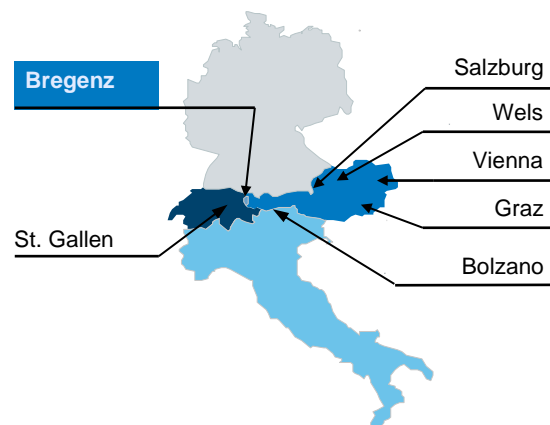 Bregenz
Salzburg
Wels
Vienna
Graz
St. Gallen
Bolzano